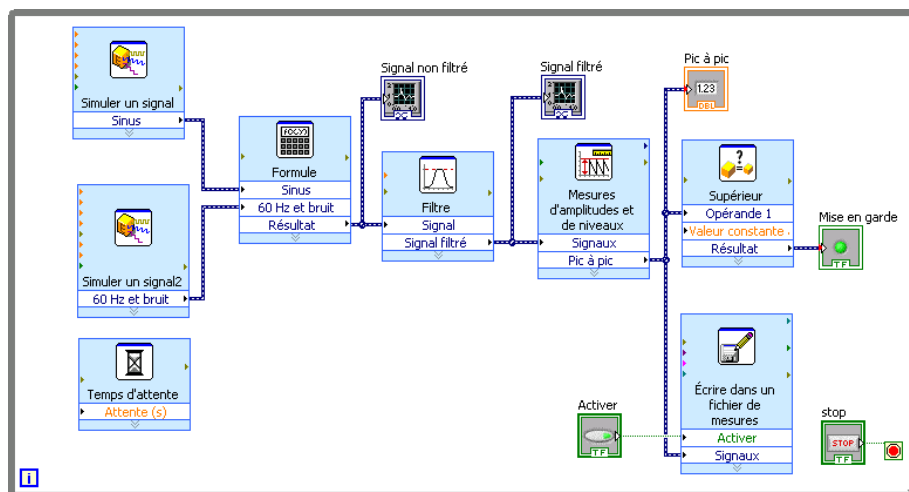 Simuler un signal
Sinus
Simuler un signal2
60 Hz et bruit
Temps d'attente
Attente (s)
Formule
Sinus
60 Hz et bruit
Résultat
Signal non filtré
Filtre
Signal
Signal filtré
Signal filtré
Mesures
d'amplitudes et
de niveaux
Signaux
Pic à pic
Pic à pic
1.23
DBL
Supérieur
Opérande 1
Valeur constante
Résultat
Mise en garde
TF
Écrire dans un
fichier de
mesures
Activer
Signaux
Activer
TF
stop
STOP
TF
i